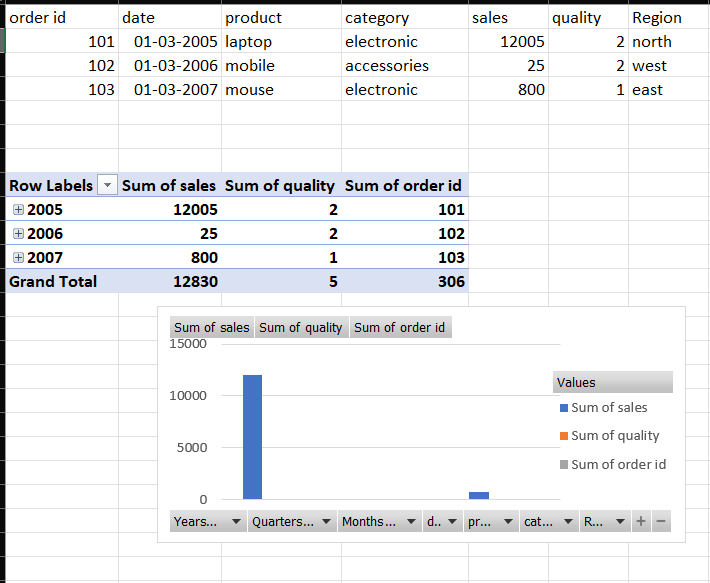 order id date product category sales quality Region
101 01-03-2005 laptop electronic 12005 2 north
102 01-03-2006 mobile accessories 25 2 west
103 01-03-2007 mouse electronic 800 1 east
Row Labels Sum of sales Sum of quality Sum of order id
2005 12005 2 101
2006 25 2 102
2007 800 1 103
Grand Total 12830 5 306
Sum of sales Sum of quality Sum of order id
15000
10000
5000
0
Values
Sum of sales
Sum of quality
Sum of order id
Years... Quarters... Months ... d.. pr... cat... R... + −